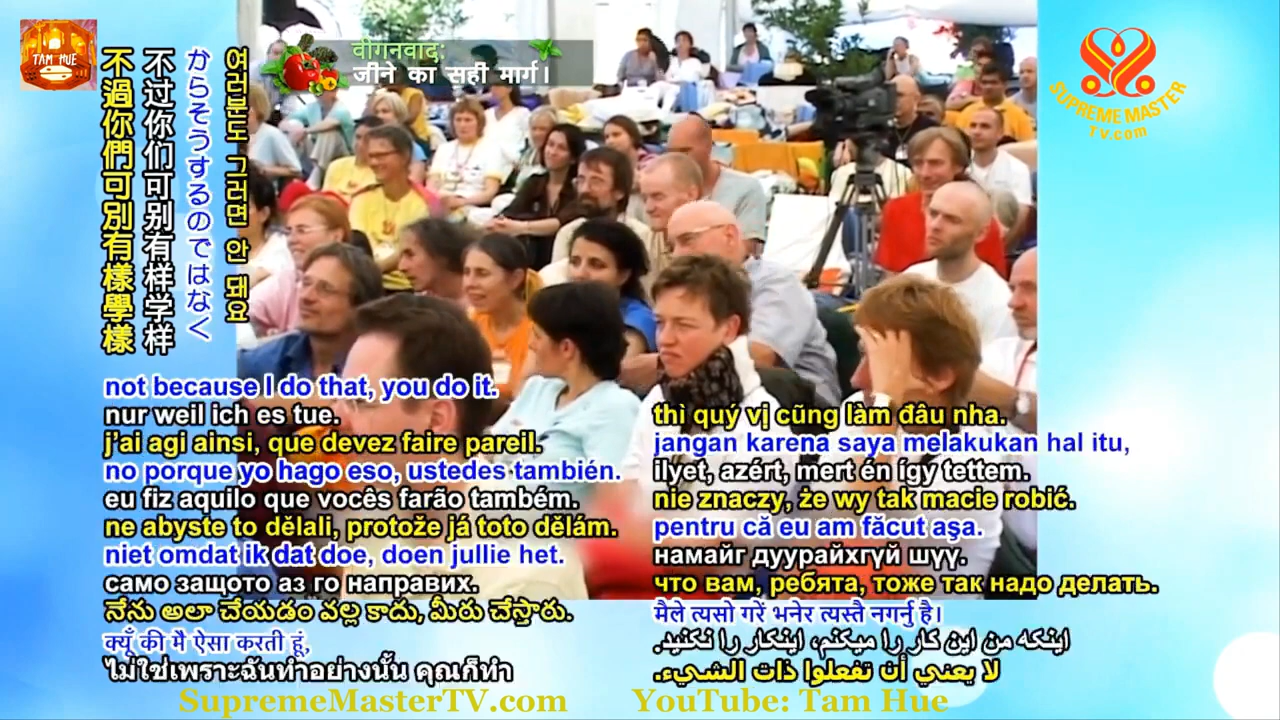 TAM HUE
वीगनवाद:
जीने का सही मार्ग।
SUPREME MASTER
TV.com
여러분도 그러면 안 돼요
からそうするのではなく
不过你们可别有样学样
不過你們可別有樣學樣
not because I do that, you do it.
nur weil ich es tue.
j'ai agi ainsi, que devez faire pareil.
no porque yo hago eso, ustedes también.
eu fiz aquilo que vocês farão também.
ne abyste to dělali, protože já toto dělám.
niet omdat ik dat doe, doen jullie het.
само защото аз го направих.
నేను అలా చేయడం వల్ల కాదు, మీరు చేస్తారు.
क्यूँ की मै ऐसा करती हूं,
ไม่ใช่เพราะฉันทำอย่างนั้น คุณก็ทำ
thì quý vị cũng làm đâu nha.
jangan karena saya melakukan hal itu,
ilyet, azért, mert én így tettem.
nie znaczy, że wy tak macie robić.
pentru că eu am făcut aşa.
намайг дуурайхгүй шүү.
что вам, ребята, тоже так надо делать.
मैले त्यसो गरें भनेर त्यस्तै नगर्नु है।
اینکه من این کار را میکنم، اینکار را نکنید.
لا يعني أن تفعلوا ذات الشيء.
SupremeMasterTV.com
YouTube: Tam Hue